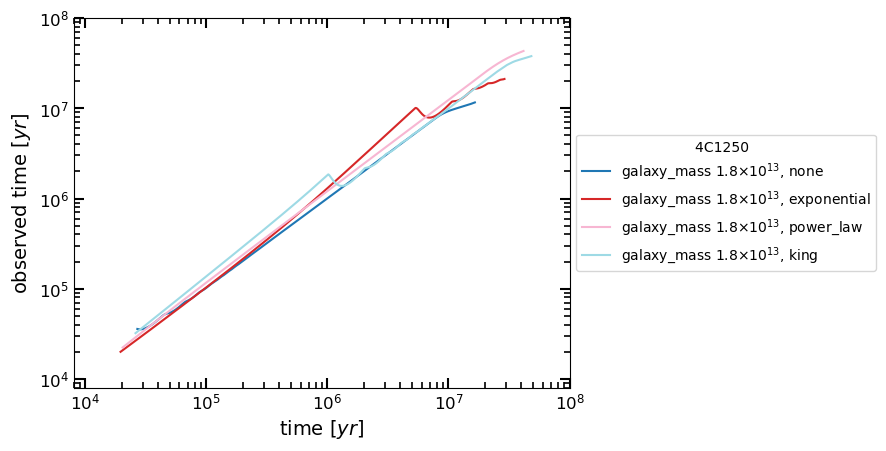 10^8
10^7
10^6
10^5
10^4
observed time [yr]
10^4 10^5 10^6 10^7 10^8
time [yr]
4C1250
galaxy_mass 1.8×10^13, none
galaxy_mass 1.8×10^13, exponential
galaxy_mass 1.8×10^13, power_law
galaxy_mass 1.8×10^13, king